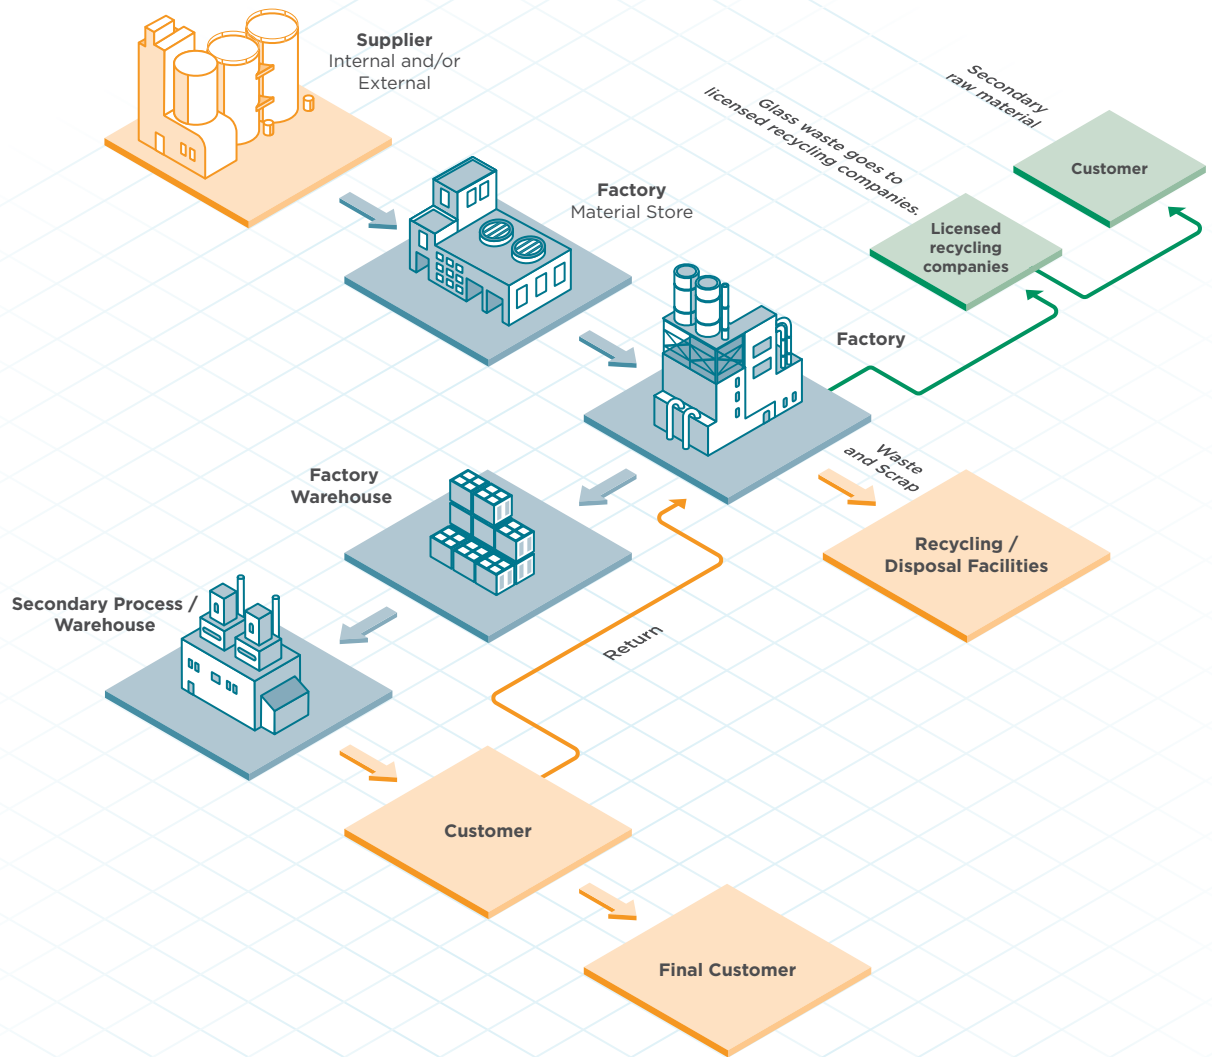 Supplier
Internal and/or
External
Secondary
raw material
Glass waste goes to
licensed recycling companies.
Customer
Factory
Material Store
Licensed
recycling
companies
Factory
Waste
and Scrap
Factory
Warehouse
Recycling /
Disposal Facilities
Secondary Process /
Warehouse
Return
Customer
Final Customer